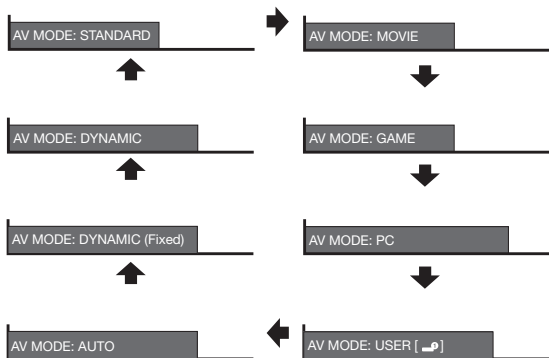 AV MODE: STANDARD
AV MODE: MOVIE
AV MODE: DYNAMIC
AV MODE: GAME
AV MODE: DYNAMIC (Fixed)
AV MODE: PC
AV MODE: AUTO
AV MODE: USER [ ]